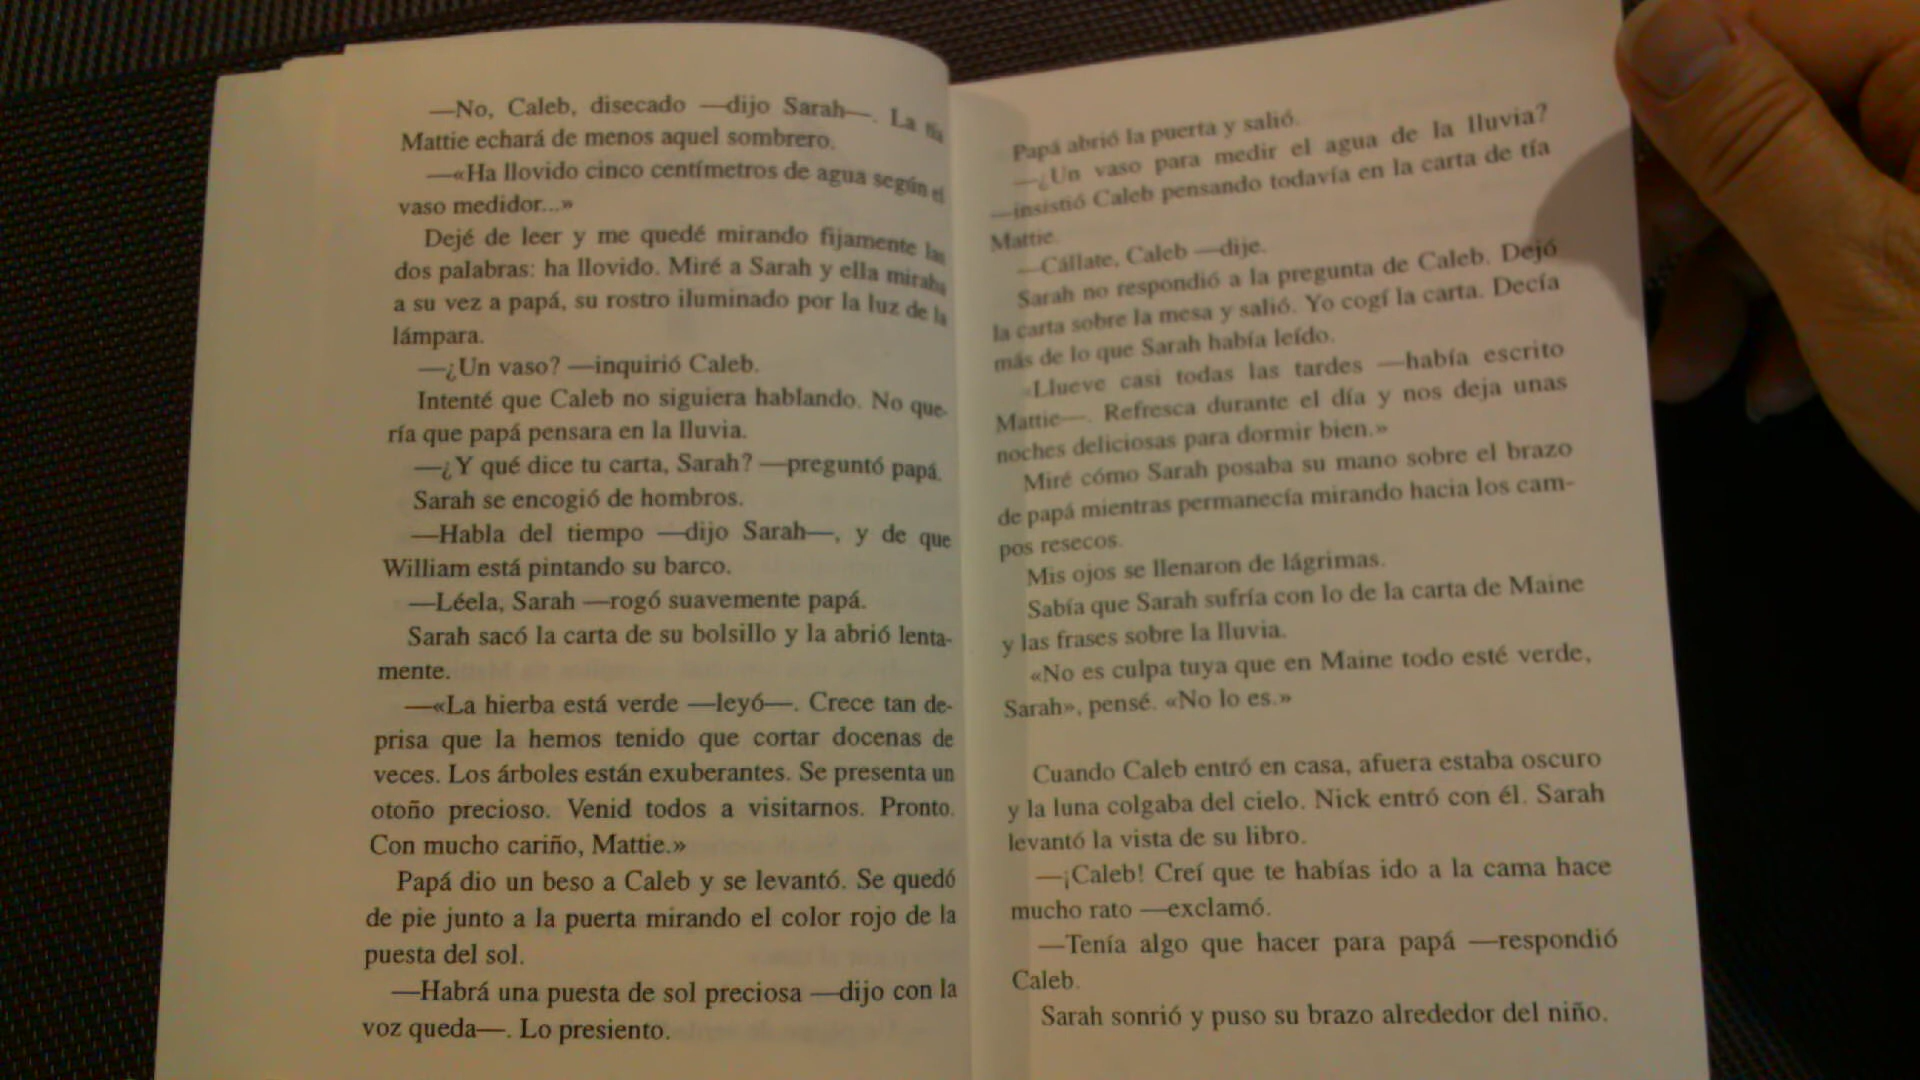 —No, Caleb, disecado —dijo Sarah—. La tía
Mattie echará de menos aquel sombrero.
—«Ha llovido cinco centímetros de agua según el
vaso medidor...»
Dejé de leer y me quedé mirando fijamente las
dos palabras: ha llovido. Miré a Sarah y ella miraba
a su vez a papá, su rostro iluminado por la luz de la
lámpara.
—¿Un vaso? —inquirió Caleb.
Intenté que Caleb no siguiera hablando. No que-
ría que papá pensara en la lluvia.
—¿Y qué dice tu carta, Sarah? —preguntó papá.
Sarah se encogió de hombros.
—Habla del tiempo —dijo Sarah—, y de que
William está pintando su barco.
—Léela, Sarah —rogó suavemente papá.
Sarah sacó la carta de su bolsillo y la abrió lenta-
mente.
—«La hierba está verde —leyó—. Crece tan de-
prisa que la hemos tenido que cortar docenas de
veces. Los árboles están exuberantes. Se presenta un
otoño precioso. Venid todos a visitarnos. Pronto.
Con mucho cariño, Mattie.»
Papá dio un beso a Caleb y se levantó. Se quedó
de pie junto a la puerta mirando el color rojo de la
puesta del sol.
—Habrá una puesta de sol preciosa —dijo con la
voz queda—. Lo presiento.
Papá abrió la puerta y salió.
—¿Un vaso para medir el agua de la lluvia?
—insistió Caleb pensando todavía en la carta de tía
Mattie.
—Cállate, Caleb —dije.
Sarah no respondió a la pregunta de Caleb. Dejó
la carta sobre la mesa y salió. Yo cogí la carta. Decía
más de lo que Sarah había leído.
«Llueve casi todas las tardes —había escrito
Mattie—. Refresca durante el día y nos deja unas
noches deliciosas para dormir bien.»
Miré cómo Sarah posaba su mano sobre el brazo
de papá mientras permanecía mirando hacia los cam-
pos resecos.
Mis ojos se llenaron de lágrimas.
Sabía que Sarah sufría con lo de la carta de Maine
y las frases sobre la lluvia.
«No es culpa tuya que en Maine todo esté verde,
Sarah», pensé. «No lo es.»
Cuando Caleb entró en casa, afuera estaba oscuro
y la luna colgaba del cielo. Nick entró con él. Sarah
levantó la vista de su libro.
—¡Caleb! Creí que te habías ido a la cama hace
mucho rato —exclamó.
—Tenía algo que hacer para papá —respondió
Caleb.
Sarah sonrió y puso su brazo alrededor del niño.